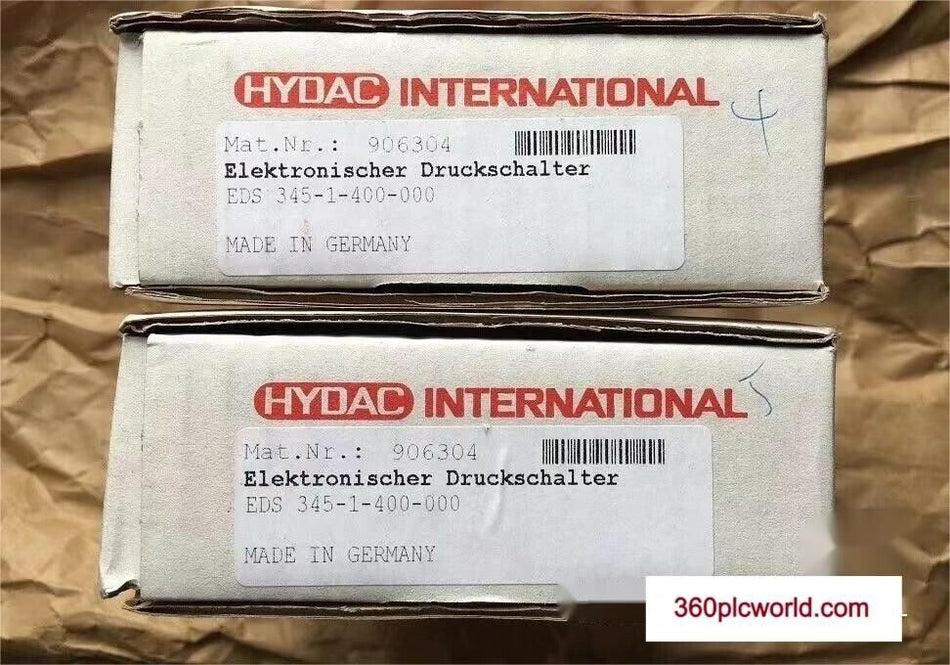 HYDAC INTERNATIONAL
4
Mat.Nr.: 906304
Elektronischer Druckschalter
EDS 345-1-400-000
MADE IN GERMANY
HYDAC INTERNATIONAL
5
Mat.Nr.: 906304
Elektronischer Druckschalter
EDS 345-1-400-000
MADE IN GERMANY
360plcworld.com